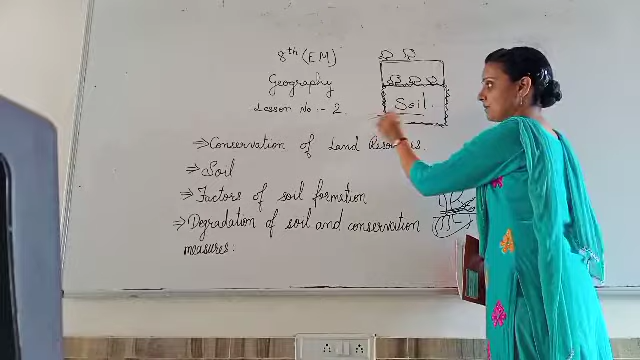 8th (EM)
Geography
Lesson No :- 2
Soil
⇒ Conservation of Land Resources.
⇒ Soil
⇒ Factors of soil formation
⇒ Degradation of soil and conservation
measures.